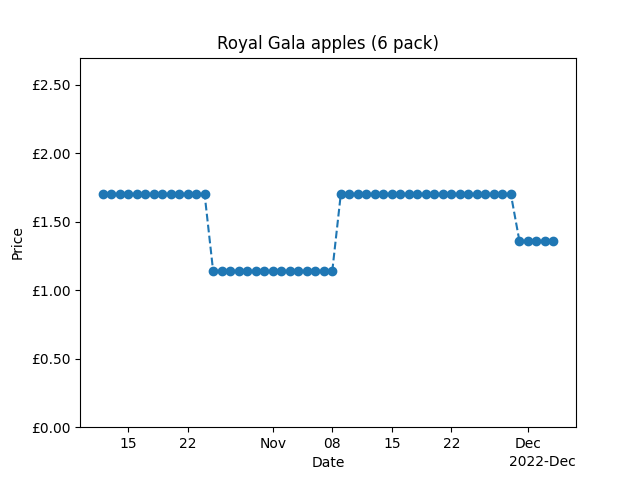 Royal Gala apples (6 pack)
£2.50
£2.00
£1.50
£1.00
£0.50
£0.00
Price
15 22 Nov 08 15 22 Dec
Date
2022-Dec